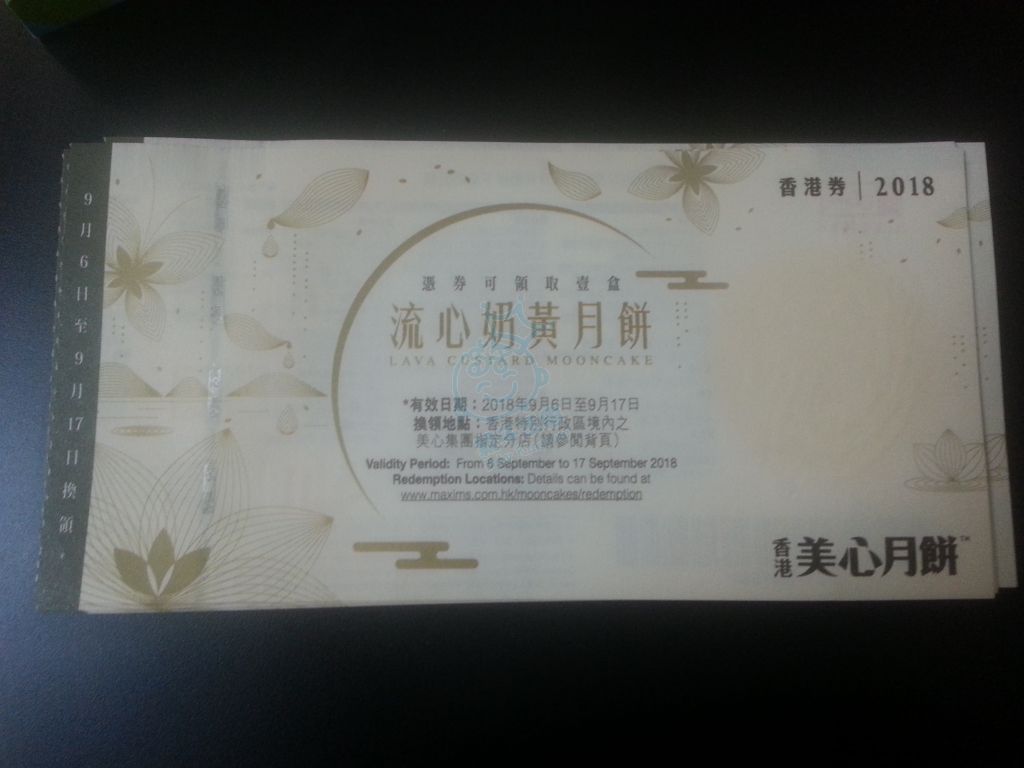 9月6日至9月17日換領
香港券 | 2018
憑券可領取壹盒
流心奶黃月餅
LAVA CUSTARD MOONCAKE
*有效日期：2018年9月6日至9月17日
換領地點：香港特別行政區境內之
美心集團指定分店（請參閱背頁）
Validity Period: From 6 September to 17 September 2018
Redemption Locations: Details can be found at
www.maxims.com.hk/mooncakes/redemption
香港美心月餅™